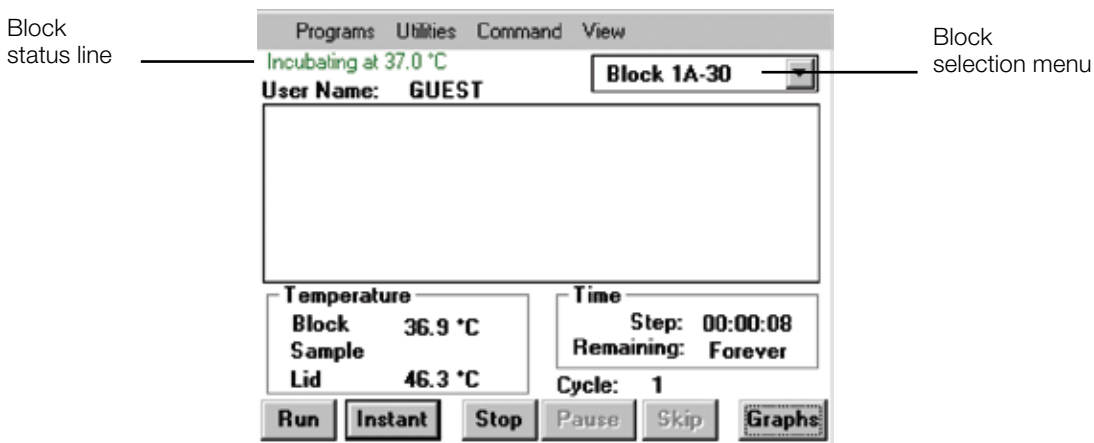 Block
status line
Programs Utilities Command View
Incubating at 37.0 °C
Block 1A-30
Block
selection menu
User Name: GUEST
Temperature
Block 36.9 °C
Sample
Lid 46.3 °C
Time
Step: 00:00:08
Remaining: Forever
Cycle: 1
Run Instant Stop Pause Skip Graphs